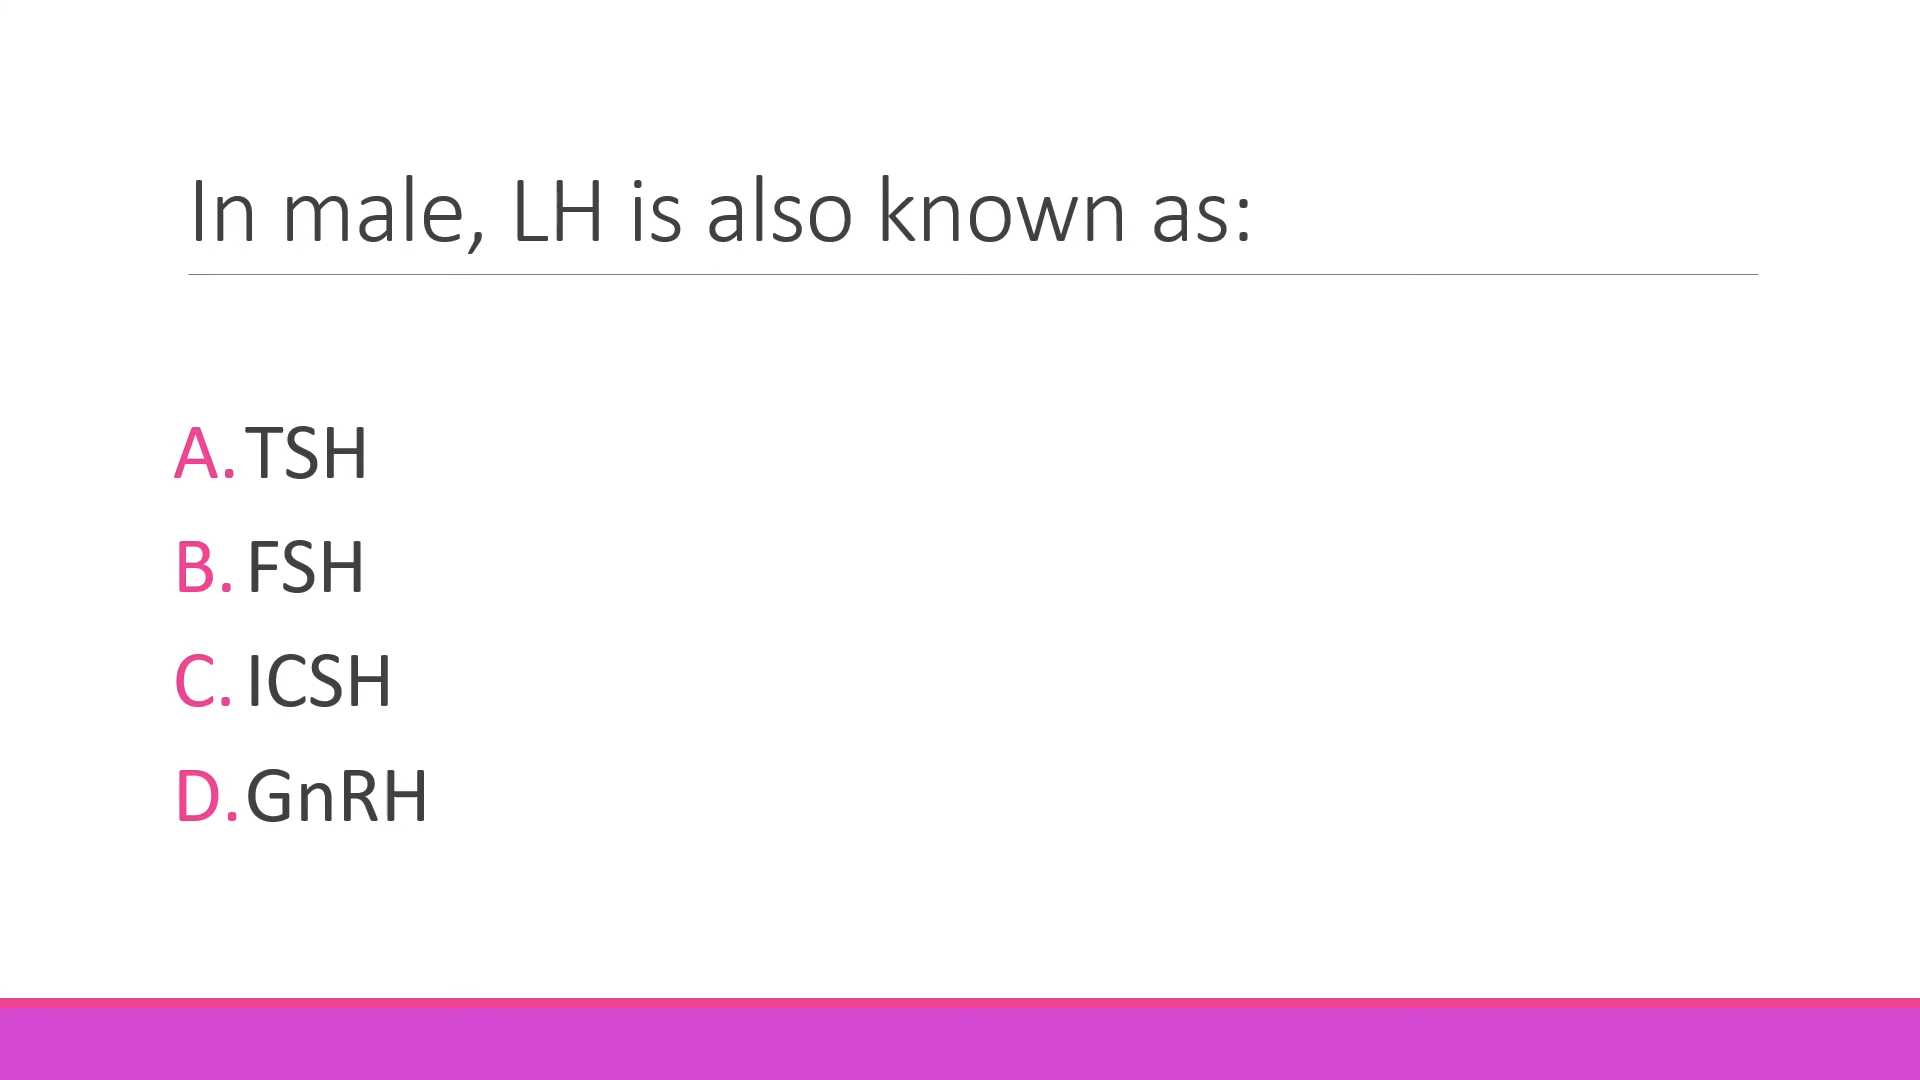 In male, LH is also known as:
A. TSH
B. FSH
C. ICSH
D. GnRH